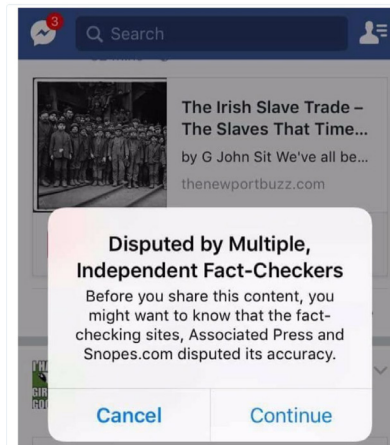 3
Search
The Irish Slave Trade –
The Slaves That Time...
by G John Sit We've all be...
thenewportbuzz.com
Disputed by Multiple,
Independent Fact-Checkers
Before you share this content, you
might want to know that the fact-
checking sites, Associated Press and
Snopes.com disputed its accuracy.
Cancel
Continue